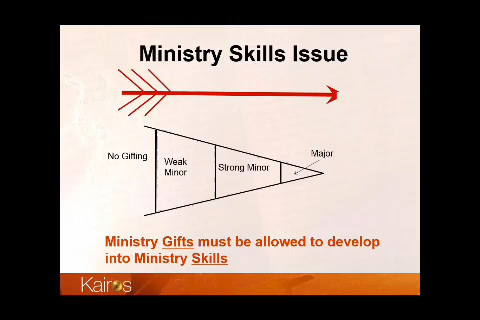 Ministry Skills Issue
No Gifting
Weak
Minor
Strong Minor
Major
Ministry Gifts must be allowed to develop
into Ministry Skills
Kairos